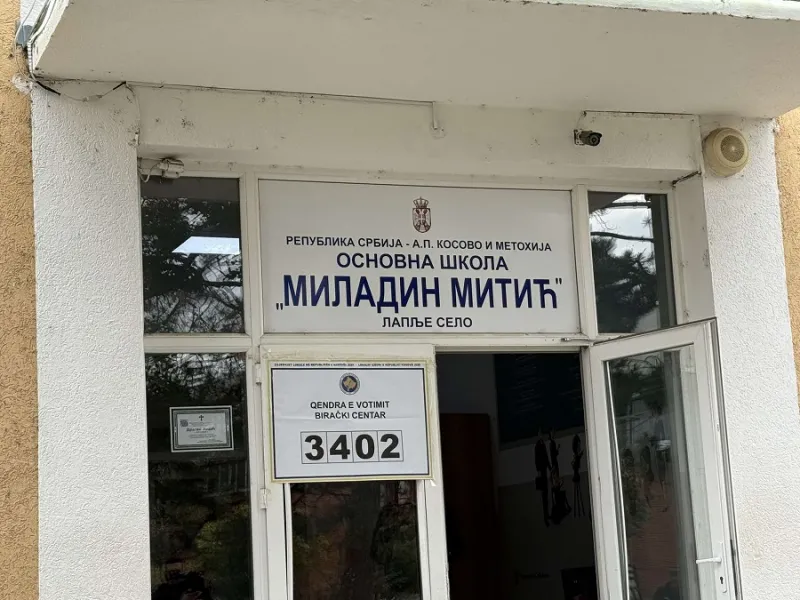 РЕПУБЛИКА СРБИЈА - А.П. КОСОВО И МЕТОХИЈА
ОСНОВНА ШКОЛА
„МИЛАДИН МИТИЋ"
ЛАПЉЕ СЕЛО
QENDRA E VOTIMIT
BIRAČKI CENTAR
3402